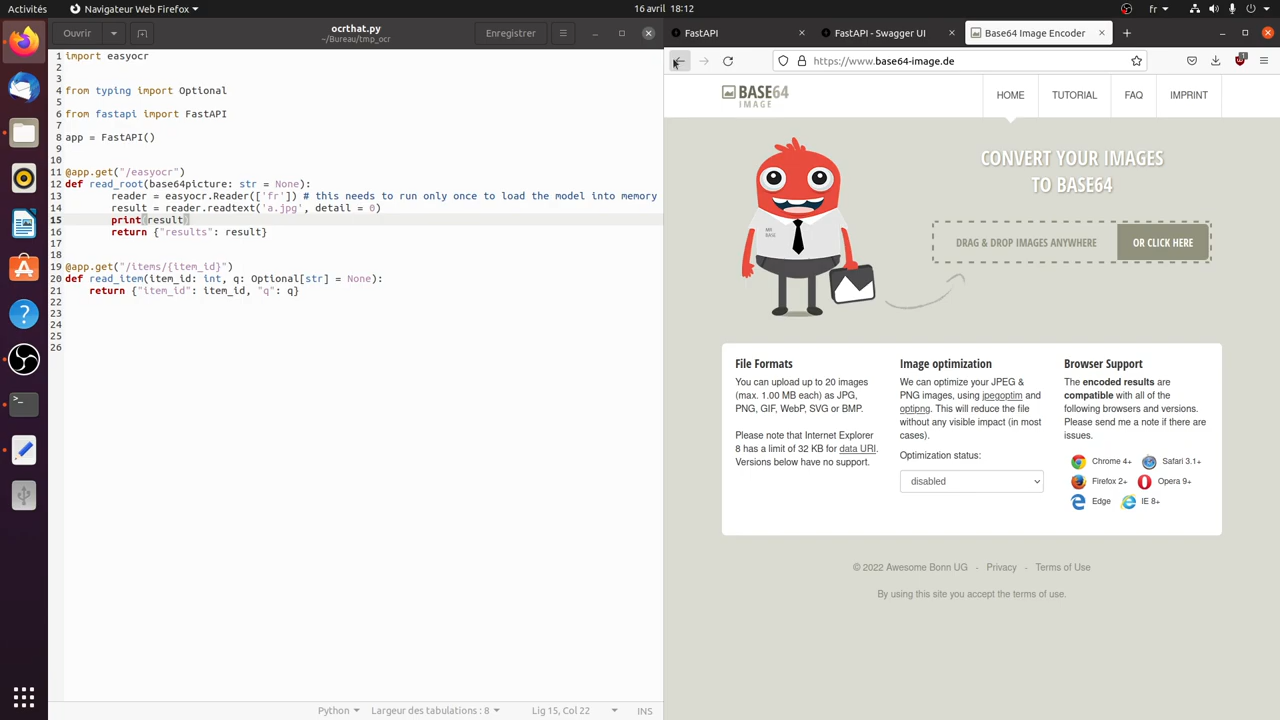 Activités
Navigateur Web Firefox
16 avril 18:12
fr
Ouvrir
ocrthat.py
~/Bureau/tmp_ocr
Enregistrer
1 import easyocr
2
3
4 from typing import Optional
5
6 from fastapi import FastAPI
7
8 app = FastAPI()
9
10
11 @app.get("/easyocr")
12 def read_root(base64picture: str = None):
13 reader = easyocr.Reader(['fr']) # this needs to run only once to load the model into memory
14 result = reader.readtext('a.jpg', detail = 0)
15 print(result)
16 return {"results": result}
17
18
19 @app.get("/items/{item_id}")
20 def read_item(item_id: int, q: Optional[str] = None):
21 return {"item_id": item_id, "q": q}
22
23
24
25
26
Python
Largeur des tabulations : 8
Lig 15, Col 22
INS
FastAPI
FastAPI - Swagger UI
Base64 Image Encoder
https://www.base64-image.de
1
BASE64
IMAGE
HOME
TUTORIAL
FAQ
IMPRINT
CONVERT YOUR IMAGES
TO BASE64
MR
BASE
DRAG & DROP IMAGES ANYWHERE
OR CLICK HERE
File Formats
You can upload up to 20 images
(max. 1.00 MB each) as JPG,
PNG, GIF, WebP, SVG or BMP.
Please note that Internet Explorer
8 has a limit of 32 KB for data URI.
Versions below have no support.
Image optimization
We can optimize your JPEG &
PNG images, using jpegoptim and
optipng. This will reduce the file
without any visible impact (in most
cases).
Optimization status:
disabled
Browser Support
The encoded results are
compatible with all of the
following browsers and versions.
Please send me a note if there are
issues.
Chrome 4+
Safari 3.1+
Firefox 2+
Opera 9+
Edge
IE 8+
© 2022 Awesome Bonn UG - Privacy - Terms of Use
By using this site you accept the terms of use.